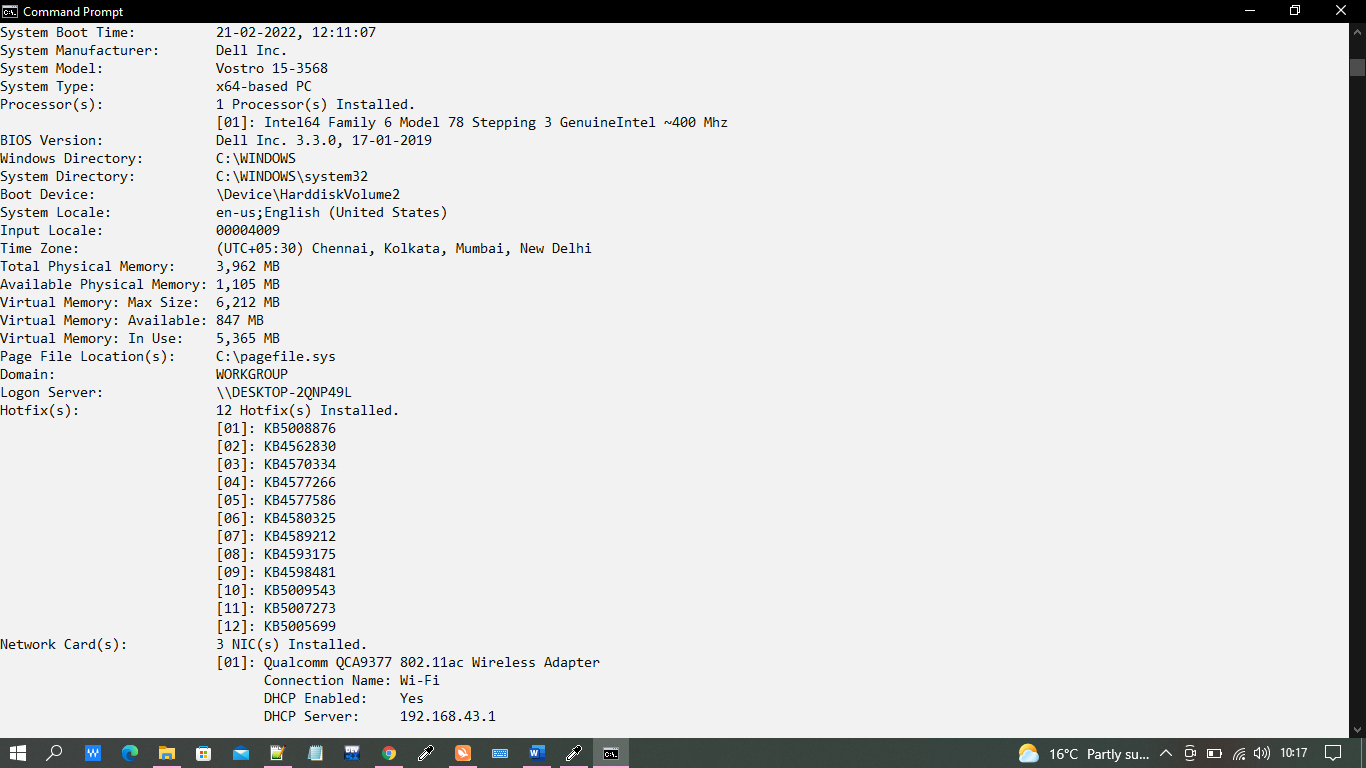 Command Prompt
System Boot Time: 21-02-2022, 12:11:07
System Manufacturer: Dell Inc.
System Model: Vostro 15-3568
System Type: x64-based PC
Processor(s): 1 Processor(s) Installed.
[01]: Intel64 Family 6 Model 78 Stepping 3 GenuineIntel ~400 Mhz
BIOS Version: Dell Inc. 3.3.0, 17-01-2019
Windows Directory: C:\WINDOWS
System Directory: C:\WINDOWS\system32
Boot Device: \Device\HarddiskVolume2
System Locale: en-us;English (United States)
Input Locale: 00004009
Time Zone: (UTC+05:30) Chennai, Kolkata, Mumbai, New Delhi
Total Physical Memory: 3,962 MB
Available Physical Memory: 1,105 MB
Virtual Memory: Max Size: 6,212 MB
Virtual Memory: Available: 847 MB
Virtual Memory: In Use: 5,365 MB
Page File Location(s): C:\pagefile.sys
Domain: WORKGROUP
Logon Server: \\DESKTOP-2QNP49L
Hotfix(s): 12 Hotfix(s) Installed.
[01]: KB5008876
[02]: KB4562830
[03]: KB4570334
[04]: KB4577266
[05]: KB4577586
[06]: KB4580325
[07]: KB4589212
[08]: KB4593175
[09]: KB4598481
[10]: KB5009543
[11]: KB5007273
[12]: KB5005699
Network Card(s): 3 NIC(s) Installed.
[01]: Qualcomm QCA9377 802.11ac Wireless Adapter
Connection Name: Wi-Fi
DHCP Enabled: Yes
DHCP Server: 192.168.43.1
16°C Partly su... 10:17